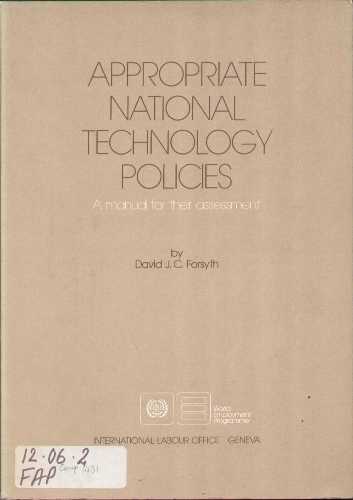 APPROPRIATE
NATIONAL
TECHNOLOGY
POLICIES
A manual for their assessment
by
David J. C. Forsyth
World
Employment
Programme
INTERNATIONAL LABOUR OFFICE GENEVA
12.06.2
FAP